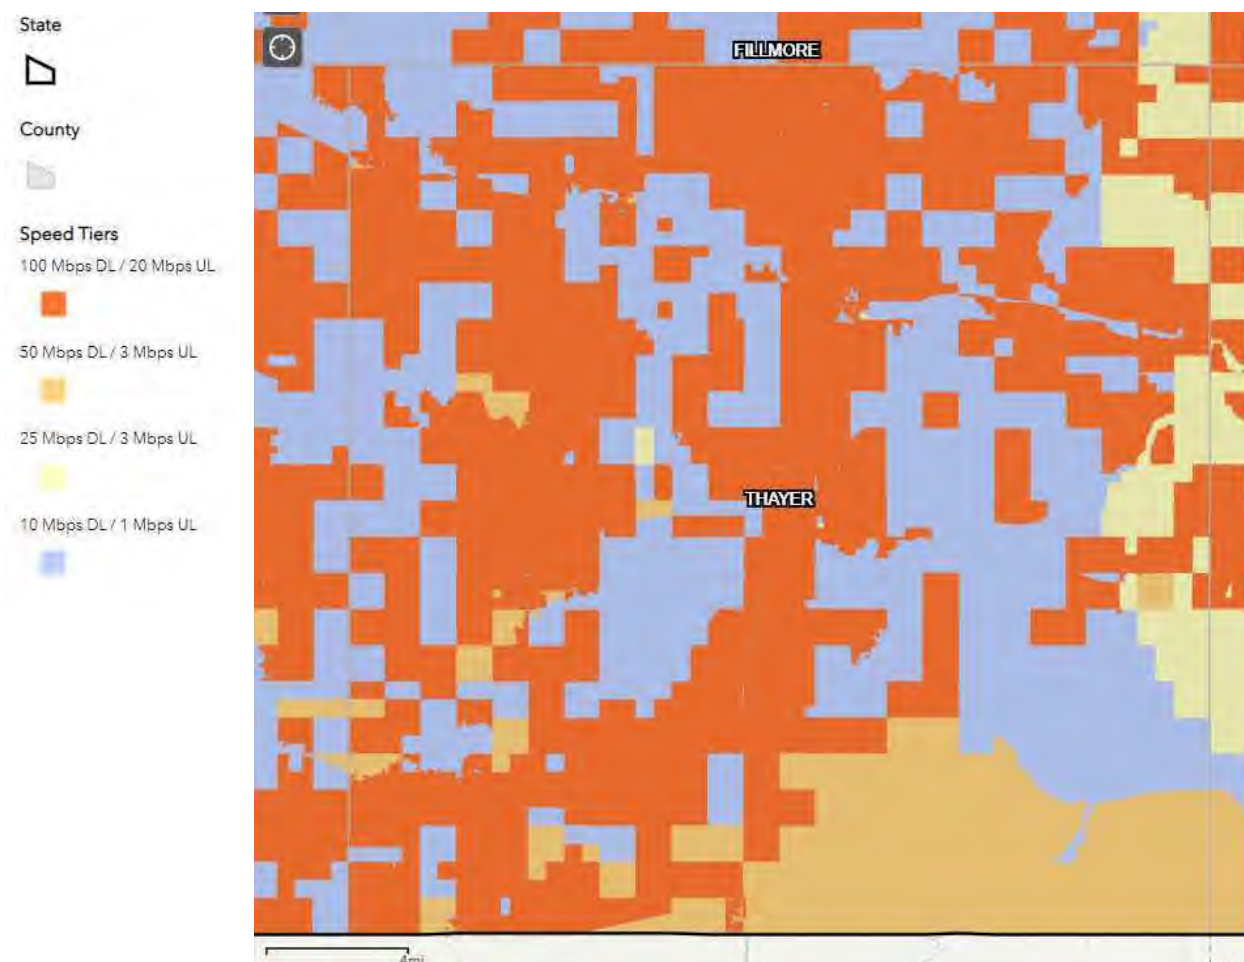 State
County
Speed Tiers
100 Mbps DL / 20 Mbps UL
50 Mbps DL / 3 Mbps UL
25 Mbps DL / 3 Mbps UL
10 Mbps DL / 1 Mbps UL
FILLMORE
THAYER
4mi